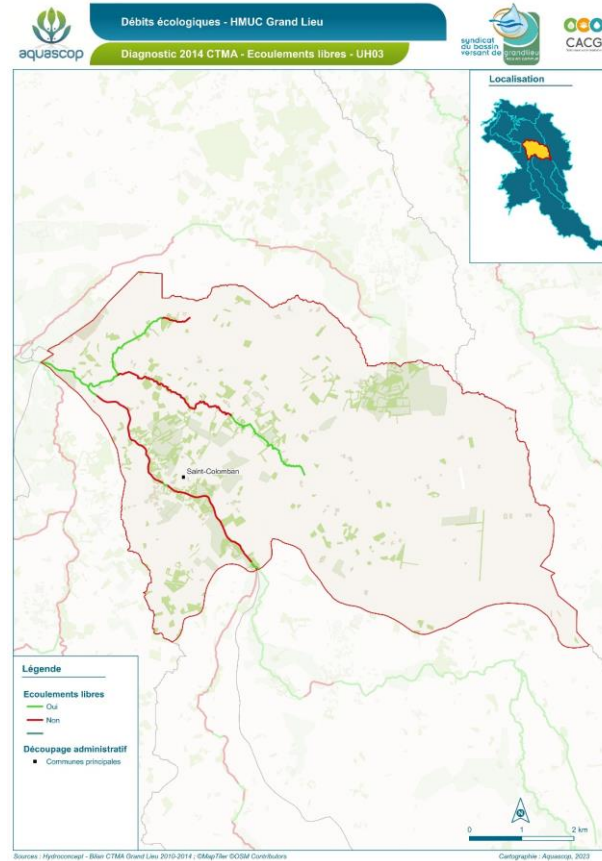 aquascop
Débits écologiques - HMUC Grand Lieu
Diagnostic 2014 CTMA - Ecoulements libres - UH03
syndicat
du bassin
versant de grandlieu
CACG
Localisation
Saint-Colomban
Légende
Ecoulements libres
Oui
Non
Découpage administratif
Communes principales
N
0 1 2 km
Sources : Hydroconcept - Bilan CTMA Grand Lieu 2010-2014 ; ©MapTiler ©OSM Contributors
Cartographie : Aquascop, 2023